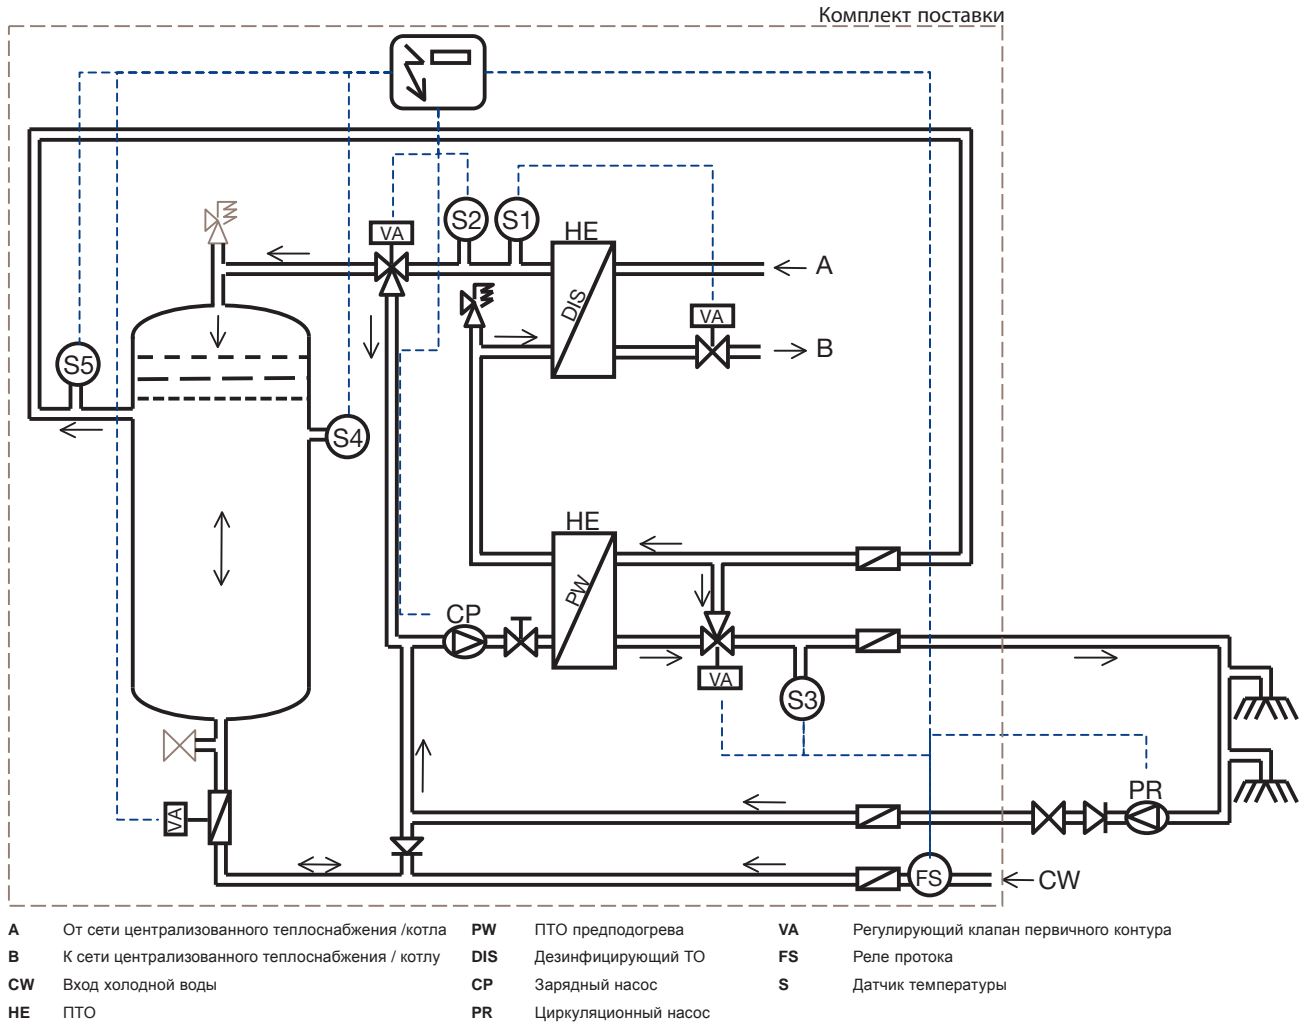 Комплект поставки
VA
S2
S1
HE
A
DIS
VA
B
S5
S4
HE
PW
CP
VA
S3
PR
VA
FS
CW
A От сети централизованного теплоснабжения /котла
B К сети централизованного теплоснабжения / котлу
CW Вход холодной воды
HE ПТО
PW ПТО предподогрева
DIS Дезинфицирующий ТО
CP Зарядный насос
PR Циркуляционный насос
VA Регулирующий клапан первичного контура
FS Реле протока
S Датчик температуры